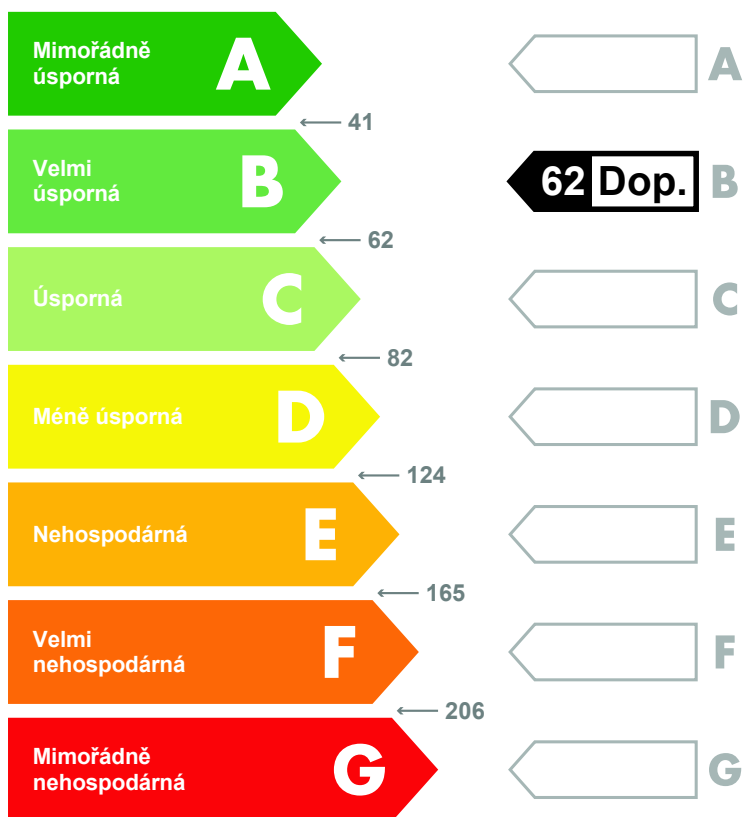 Mimořádně
úsporná
A
A
41
Velmi
úsporná
B
62 Dop.
B
62
Úsporná
C
C
82
Méně úsporná
D
D
124
Nehospodárná
E
E
165
Velmi
nehospodárná
F
F
206
Mimořádně
nehospodárná
G
G